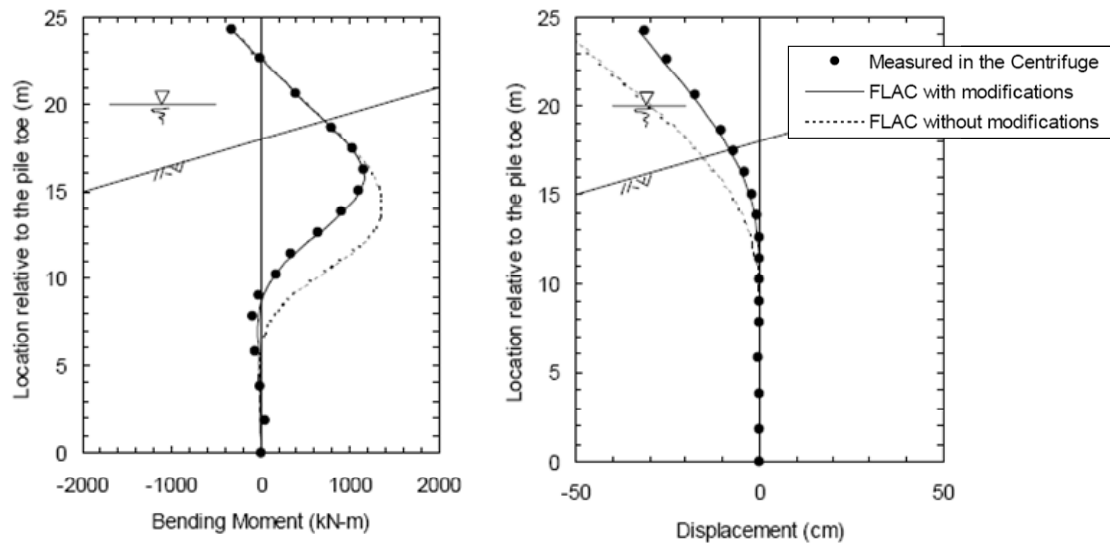 25
20
15
10
5
0
Location relative to the pile toe (m)
-2000 -1000 0 1000 2000
Bending Moment (kN-m)
25
20
15
10
5
0
Location relative to the pile toe (m)
-50 0 50
Displacement (cm)
Measured in the Centrifuge
FLAC with modifications
FLAC without modifications